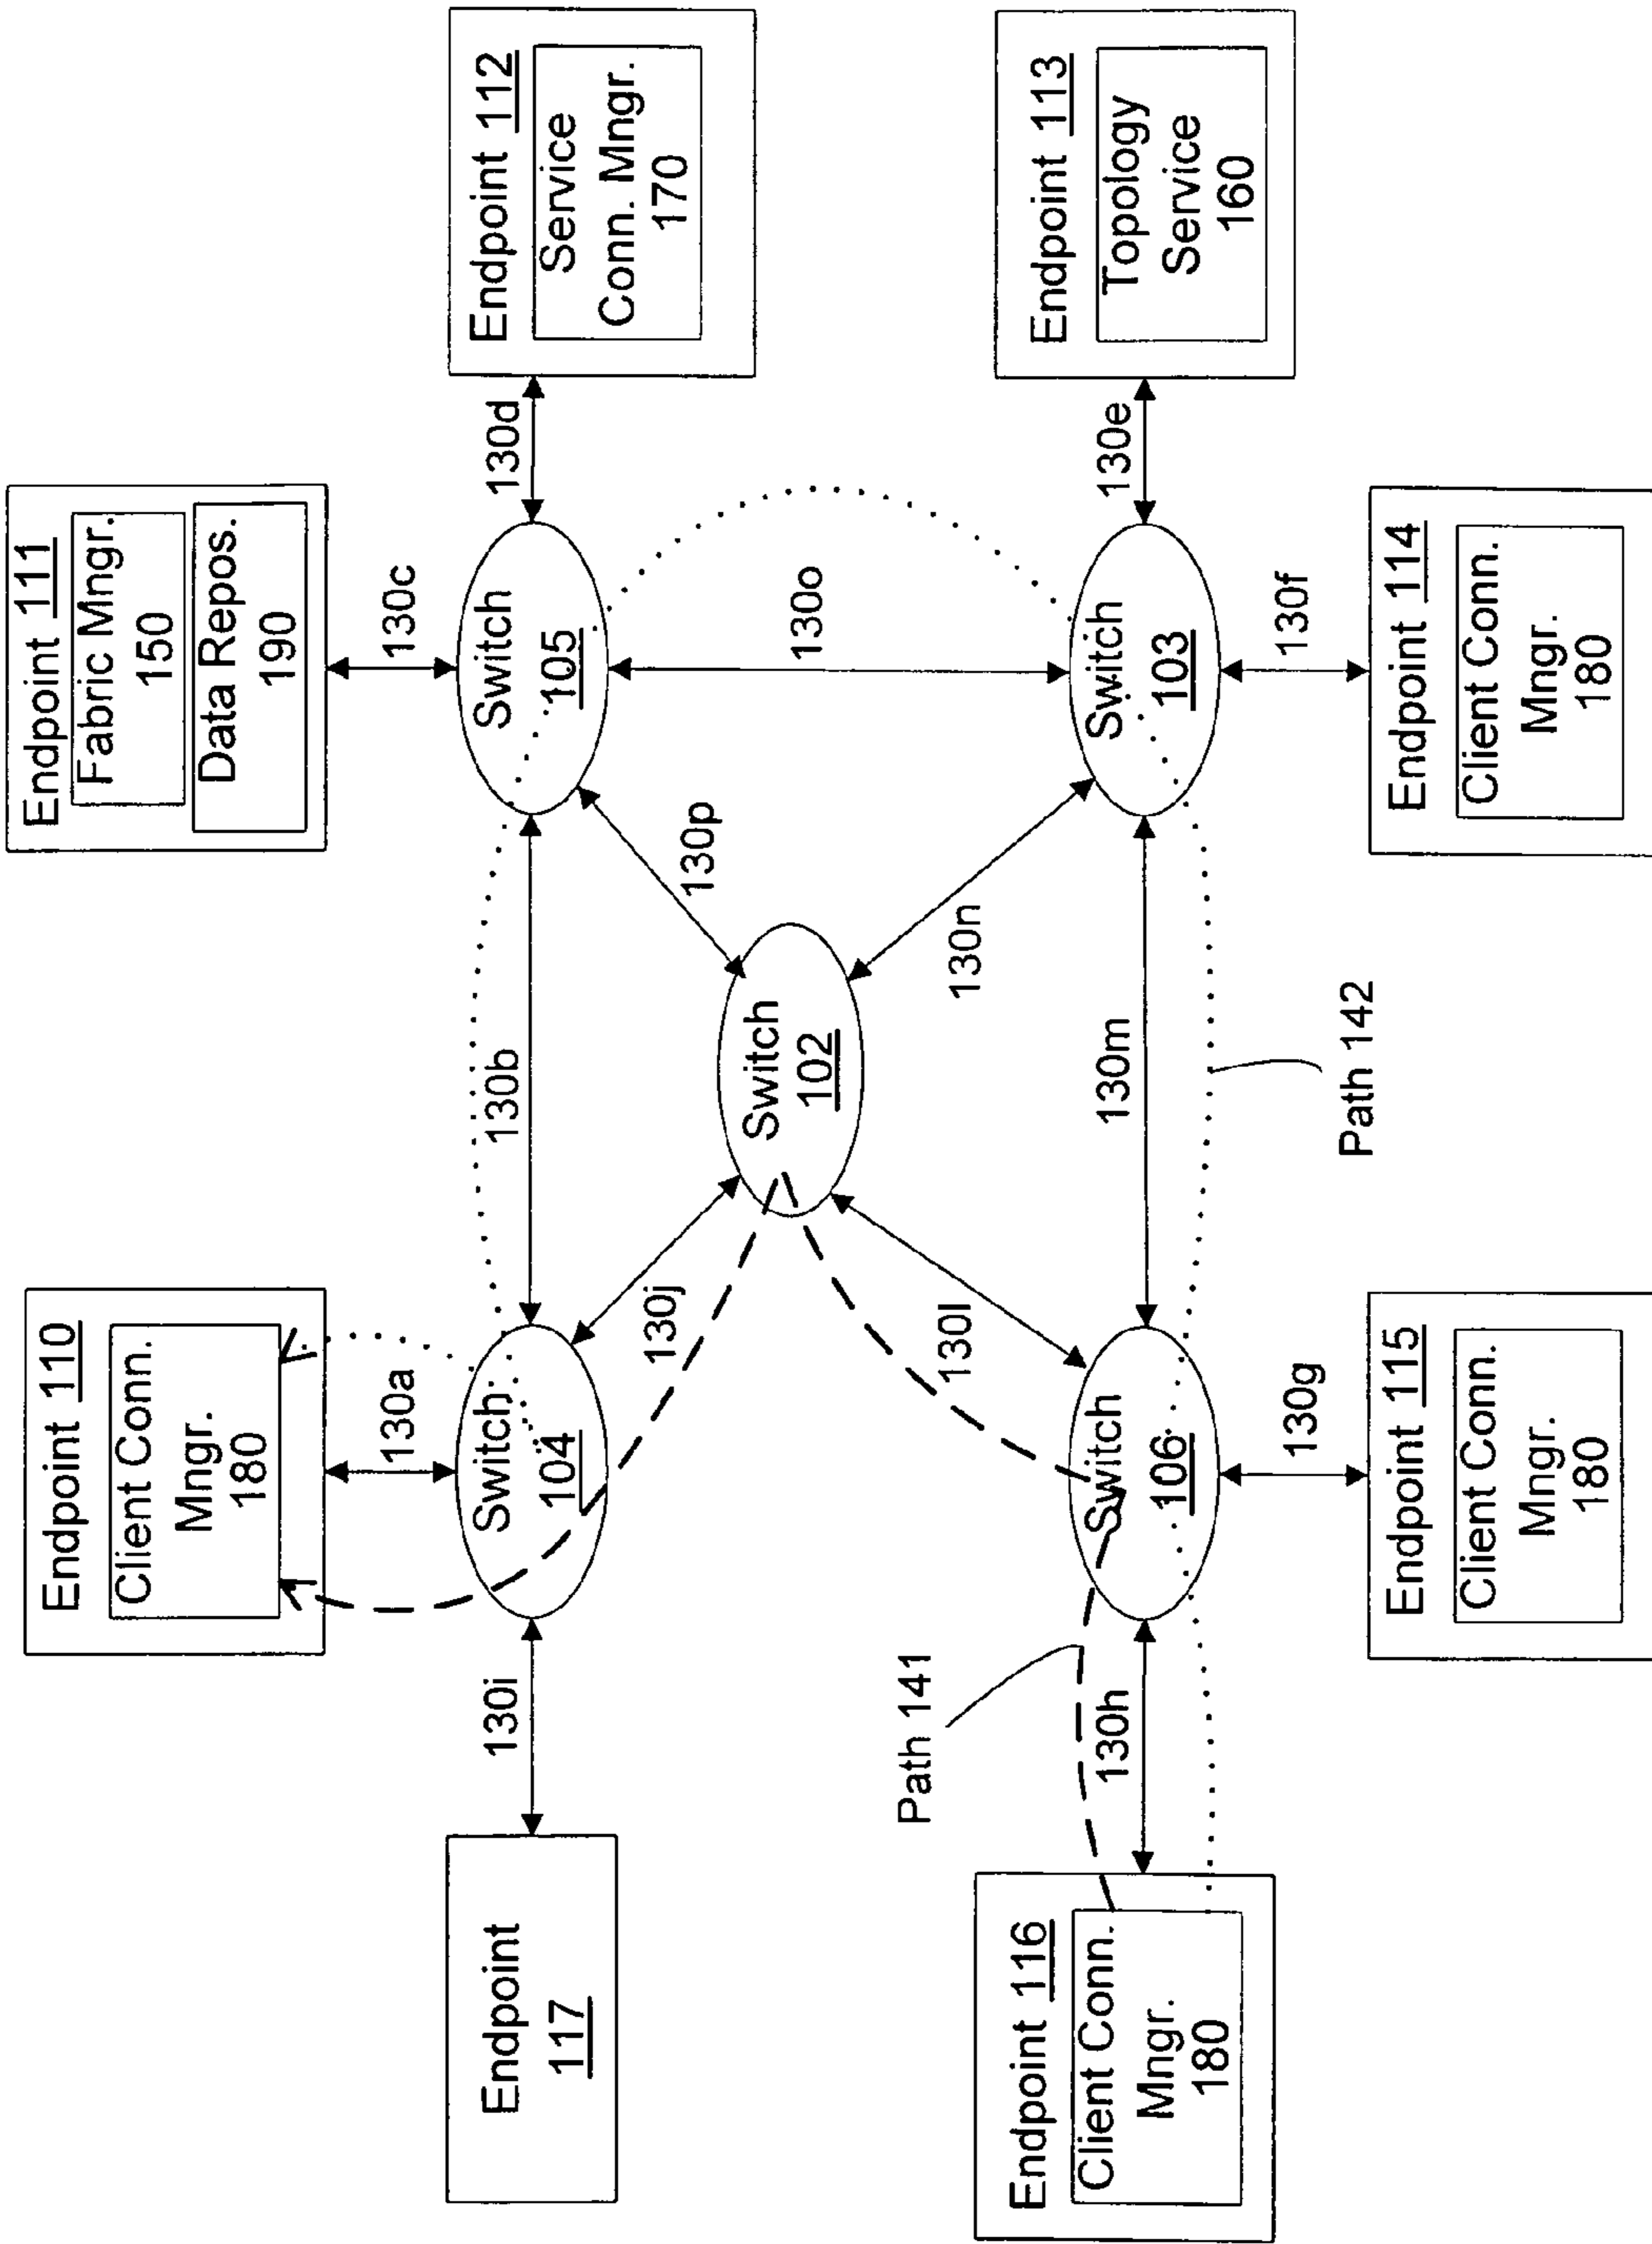 Endpoint 110
Client Conn.
Mngr.
180
Endpoint 111
Fabric Mngr.
150
Data Repos.
190
130a
130c
Endpoint
117
130i
Switch
104
130b
Switch
105
130d
Endpoint 112
Service
Conn. Mngr.
170
130j
130p
Switch
102
130o
130l
130n
Path 141
Endpoint 116
Client Conn.
Mngr.
180
130h
Switch
106
130m
Switch
103
130e
Endpoint 113
Topology
Service
160
130g
Path 142
130f
Endpoint 115
Client Conn.
Mngr.
180
Endpoint 114
Client Conn.
Mngr.
180